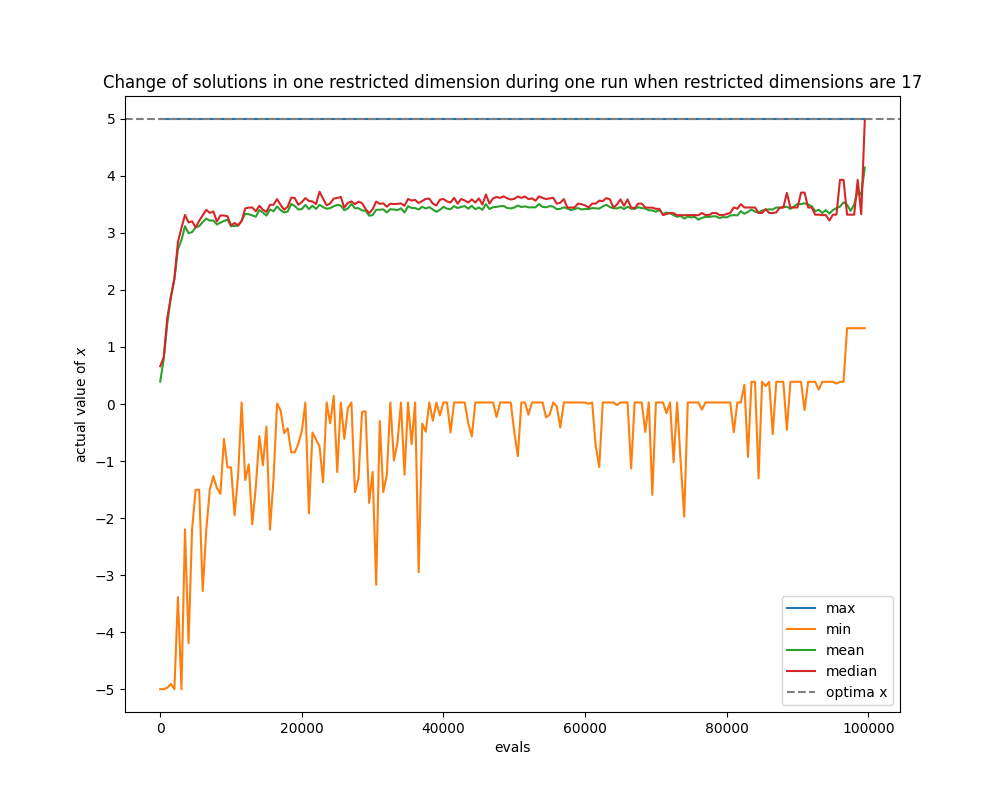 Change of solutions in one restricted dimension during one run when restricted dimensions are 17
5
4
3
2
1
0
−1
−2
−3
−4
−5
actual value of x
0 20000 40000 60000 80000 100000
evals
max
min
mean
median
optima x